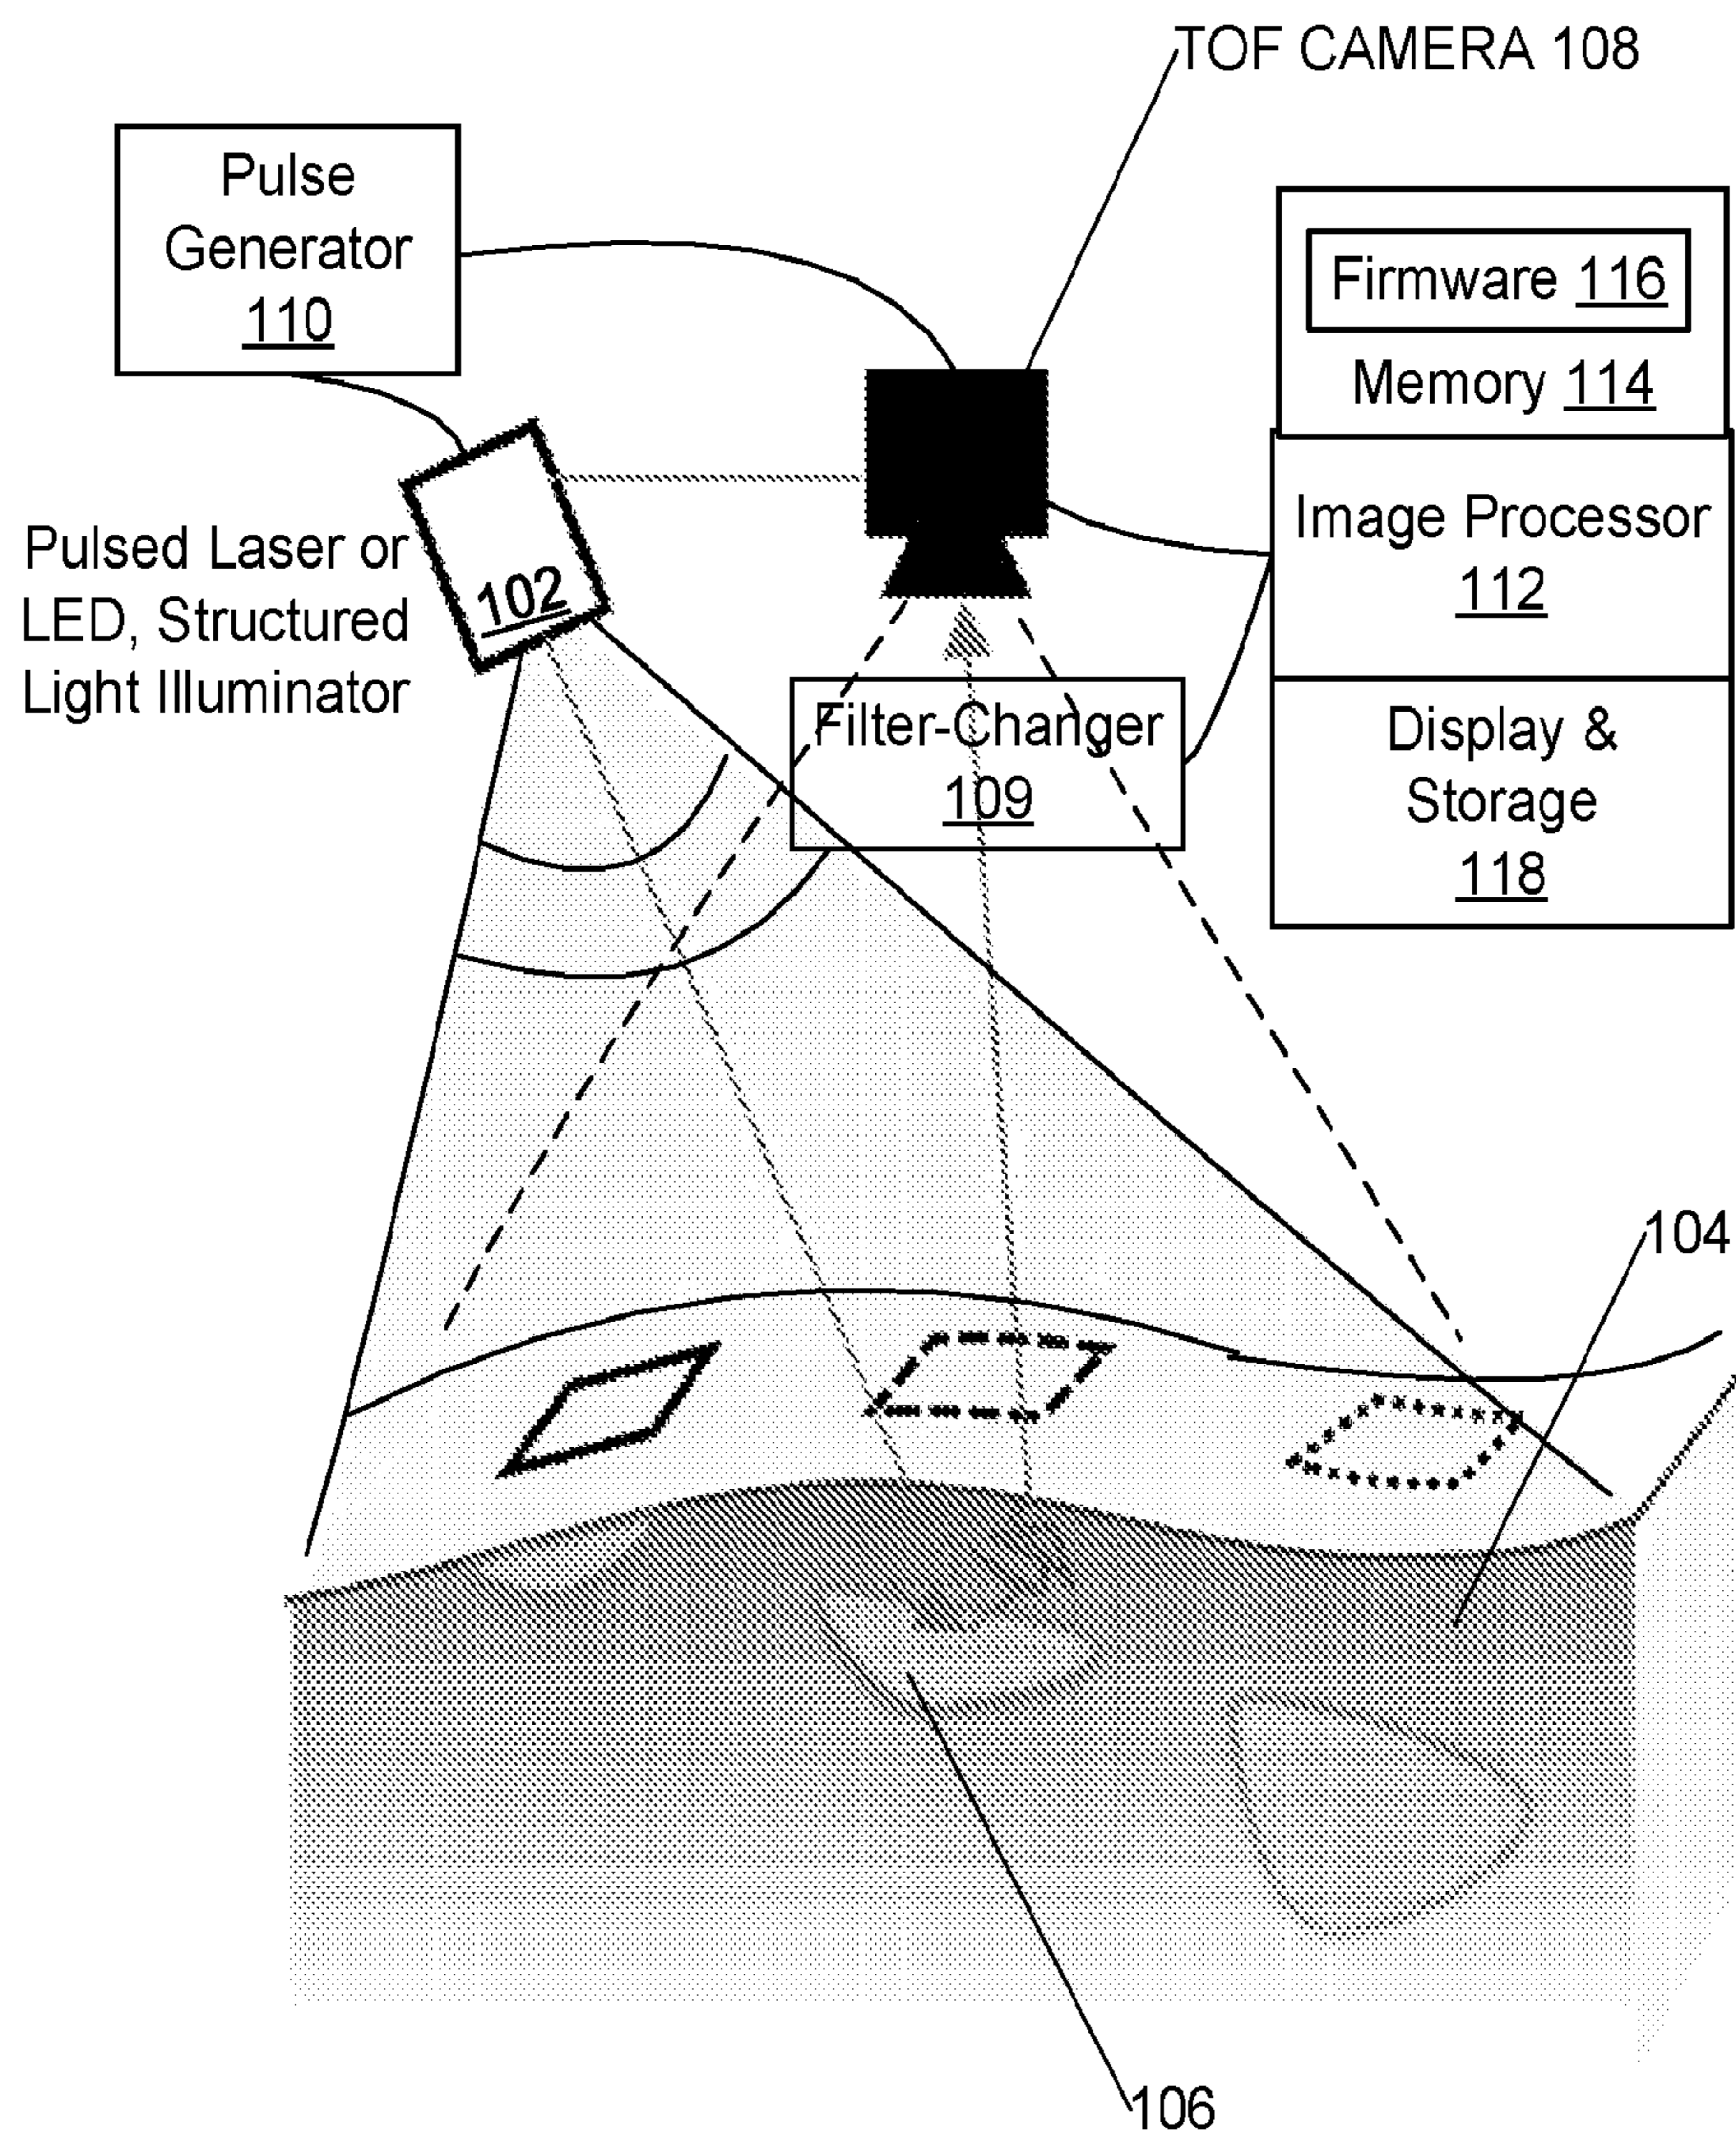 TOF CAMERA 108
Pulse
Generator
110
Firmware 116
Memory 114
Image Processor
112
Display &
Storage
118
Pulsed Laser or
LED, Structured
Light Illuminator
102
Filter-Changer
109
104
106